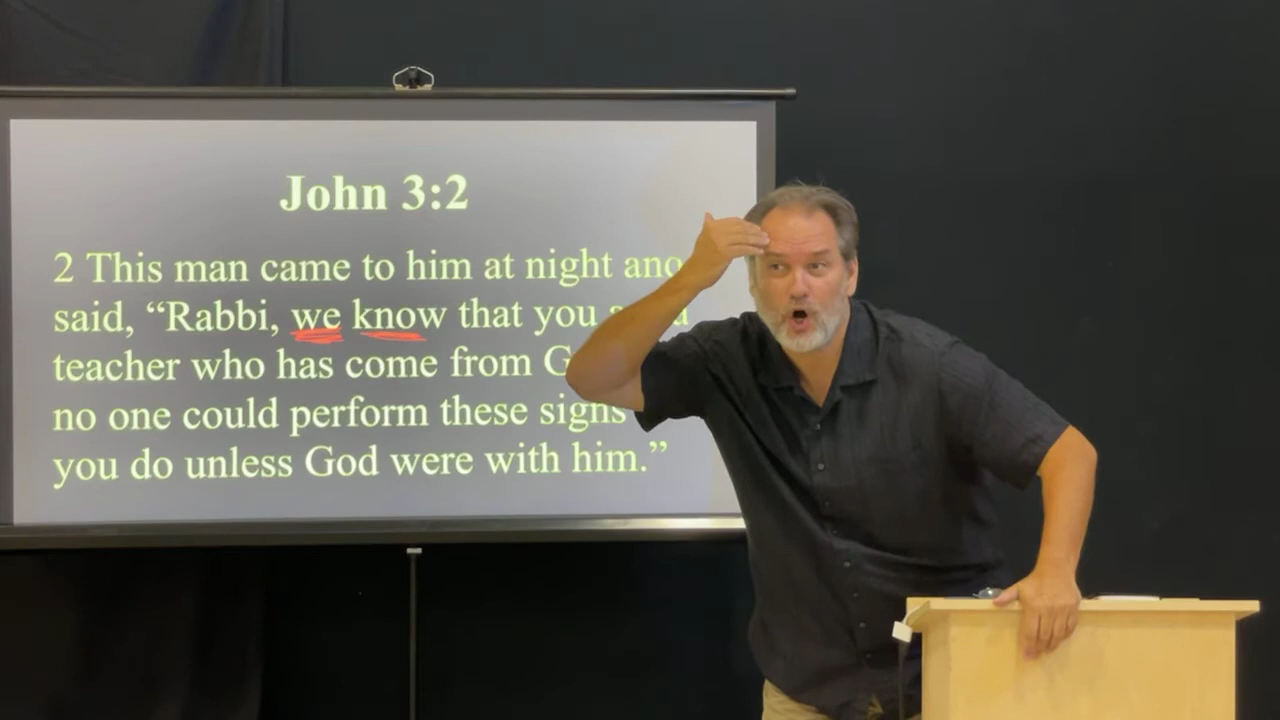 John 3:2
2 This man came to him at night and
said, “Rabbi, we know that you
teacher who has come from
no one could perform these signs
you do unless God were with him.”